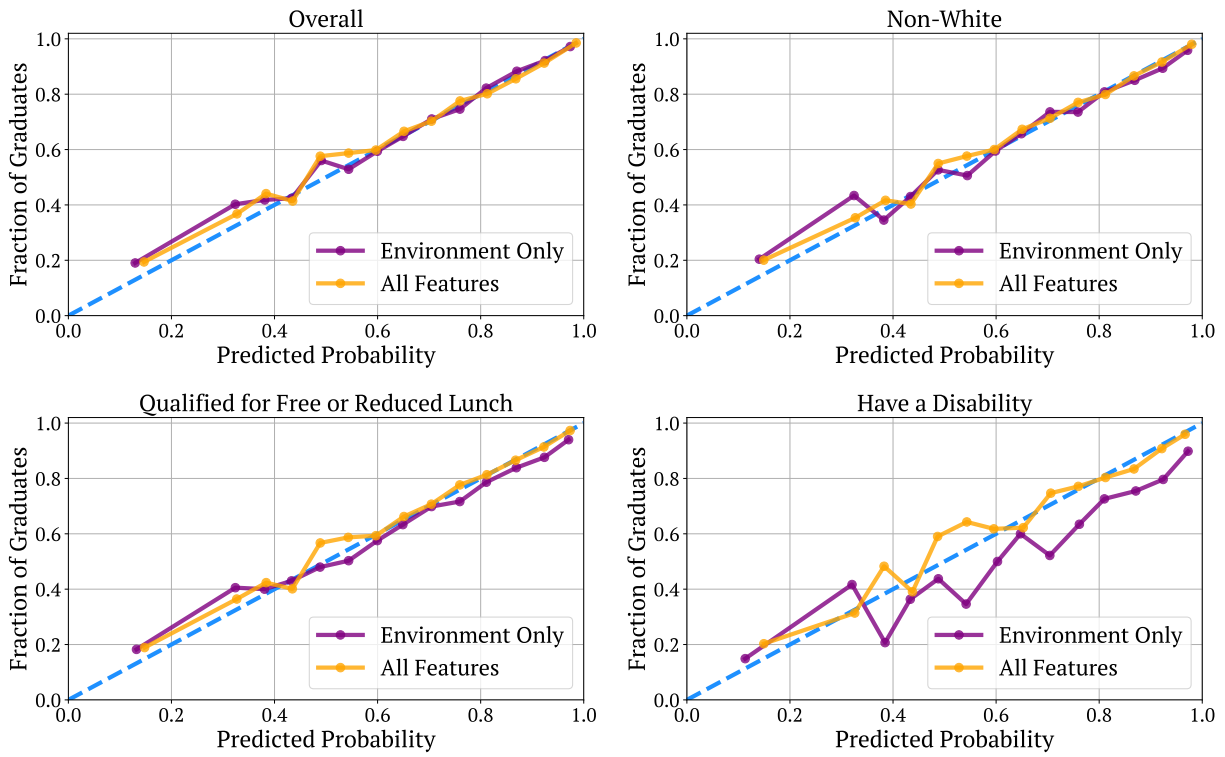 Overall
Fraction of Graduates
1.0
0.8
0.6
0.4
0.2
0.0
Environment Only
All Features
0.0 0.2 0.4 0.6 0.8 1.0
Predicted Probability
Non-White
Fraction of Graduates
1.0
0.8
0.6
0.4
0.2
0.0
Environment Only
All Features
0.0 0.2 0.4 0.6 0.8 1.0
Predicted Probability
Qualified for Free or Reduced Lunch
Fraction of Graduates
1.0
0.8
0.6
0.4
0.2
0.0
Environment Only
All Features
0.0 0.2 0.4 0.6 0.8 1.0
Predicted Probability
Have a Disability
Fraction of Graduates
1.0
0.8
0.6
0.4
0.2
0.0
Environment Only
All Features
0.0 0.2 0.4 0.6 0.8 1.0
Predicted Probability